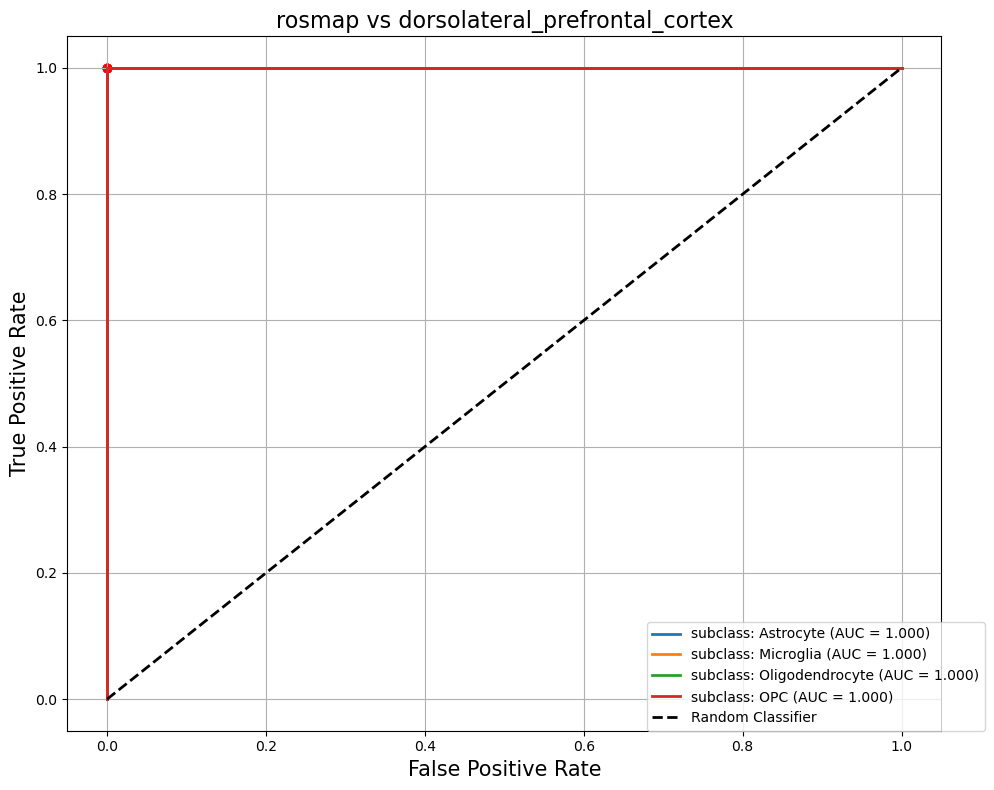 rosmap vs dorsolateral_prefrontal_cortex
True Positive Rate
1.0
0.8
0.6
0.4
0.2
0.0
subclass: Astrocyte (AUC = 1.000)
subclass: Microglia (AUC = 1.000)
subclass: Oligodendrocyte (AUC = 1.000)
subclass: OPC (AUC = 1.000)
Random Classifier
0.0 0.2 0.4 0.6 0.8 1.0
False Positive Rate